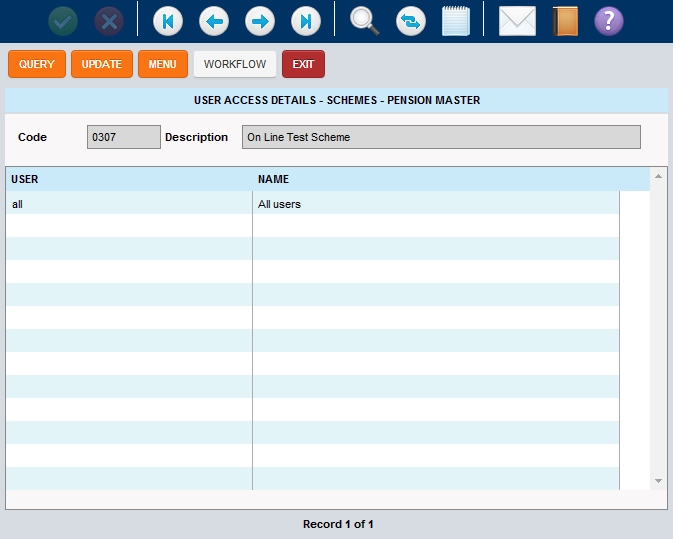 QUERY UPDATE MENU WORKFLOW EXIT
USER ACCESS DETAILS - SCHEMES - PENSION MASTER
Code 0307 Description On Line Test Scheme
USER NAME
all All users
Record 1 of 1